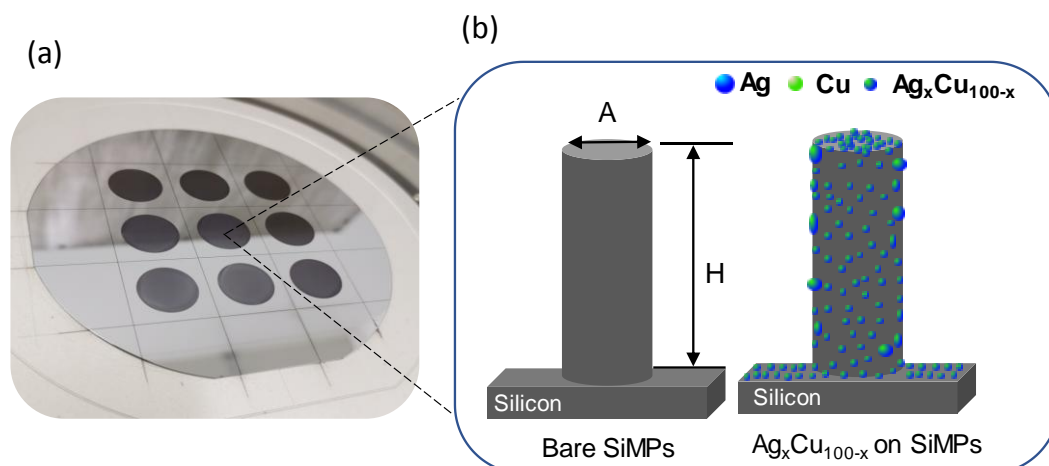 (a)
(b)
Ag Cu AgxCu100-x
A
H
Silicon
Silicon
Bare SiMPs
AgxCu100-x on SiMPs